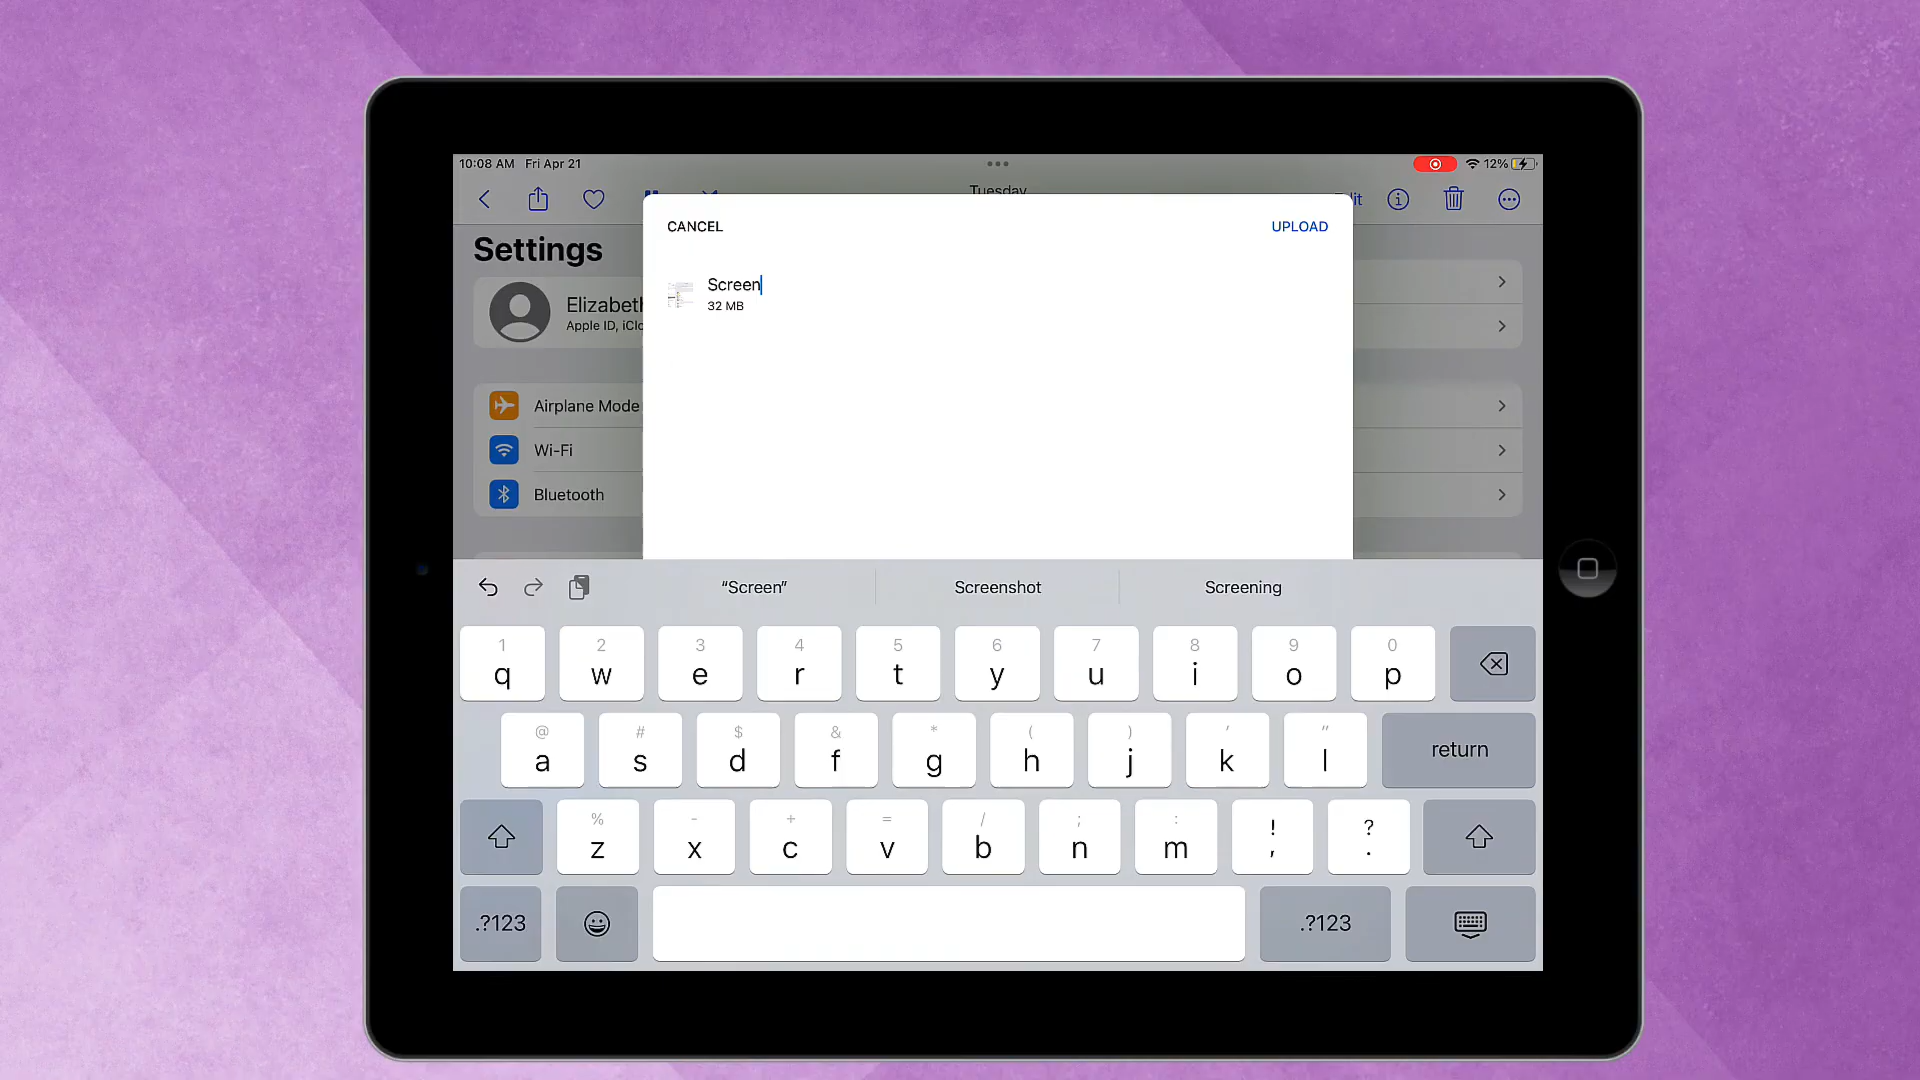 10:08 AM Fri Apr 21
12%
Tuesday
Settings
CANCEL
UPLOAD
Screen
32 MB
Elizabeth
Apple ID, iClo
Airplane Mode
Wi-Fi
Bluetooth
“Screen” Screenshot Screening
1 2 3 4 5 6 7 8 9 0
q w e r t y u i o p
@ # $ & * ( ) ' "
a s d f g h j k l return
% - + = / ; : ! ?
z x c v b n m , .
.?123 .?123